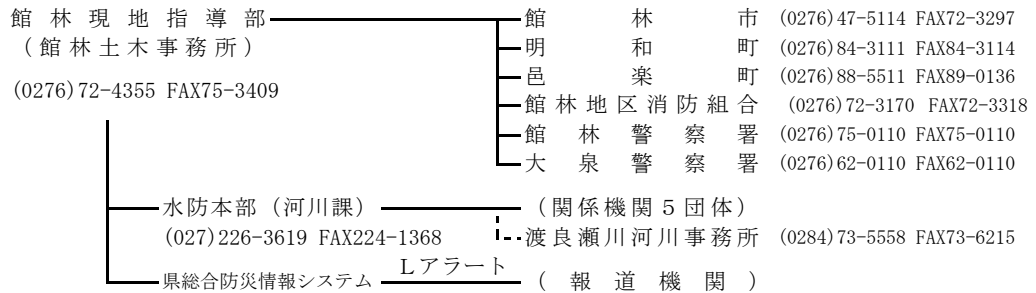 館林現地指導部 館林市 (0276)47-5114 FAX72-3297
(館林土木事務所) 明和町 (0276)84-3111 FAX84-3114
邑楽町 (0276)88-5511 FAX89-0136
(0276)72-4355 FAX75-3409
館林地区消防組合 (0276)72-3170 FAX72-3318
館林警察署 (0276)75-0110 FAX75-0110
大泉警察署 (0276)62-0110 FAX62-0110
水防本部(河川課) (関係機関5団体)
(027)226-3619 FAX224-1368 渡良瀬川河川事務所 (0284)73-5558 FAX73-6215
県総合防災情報システム Lアラート (報道機関)